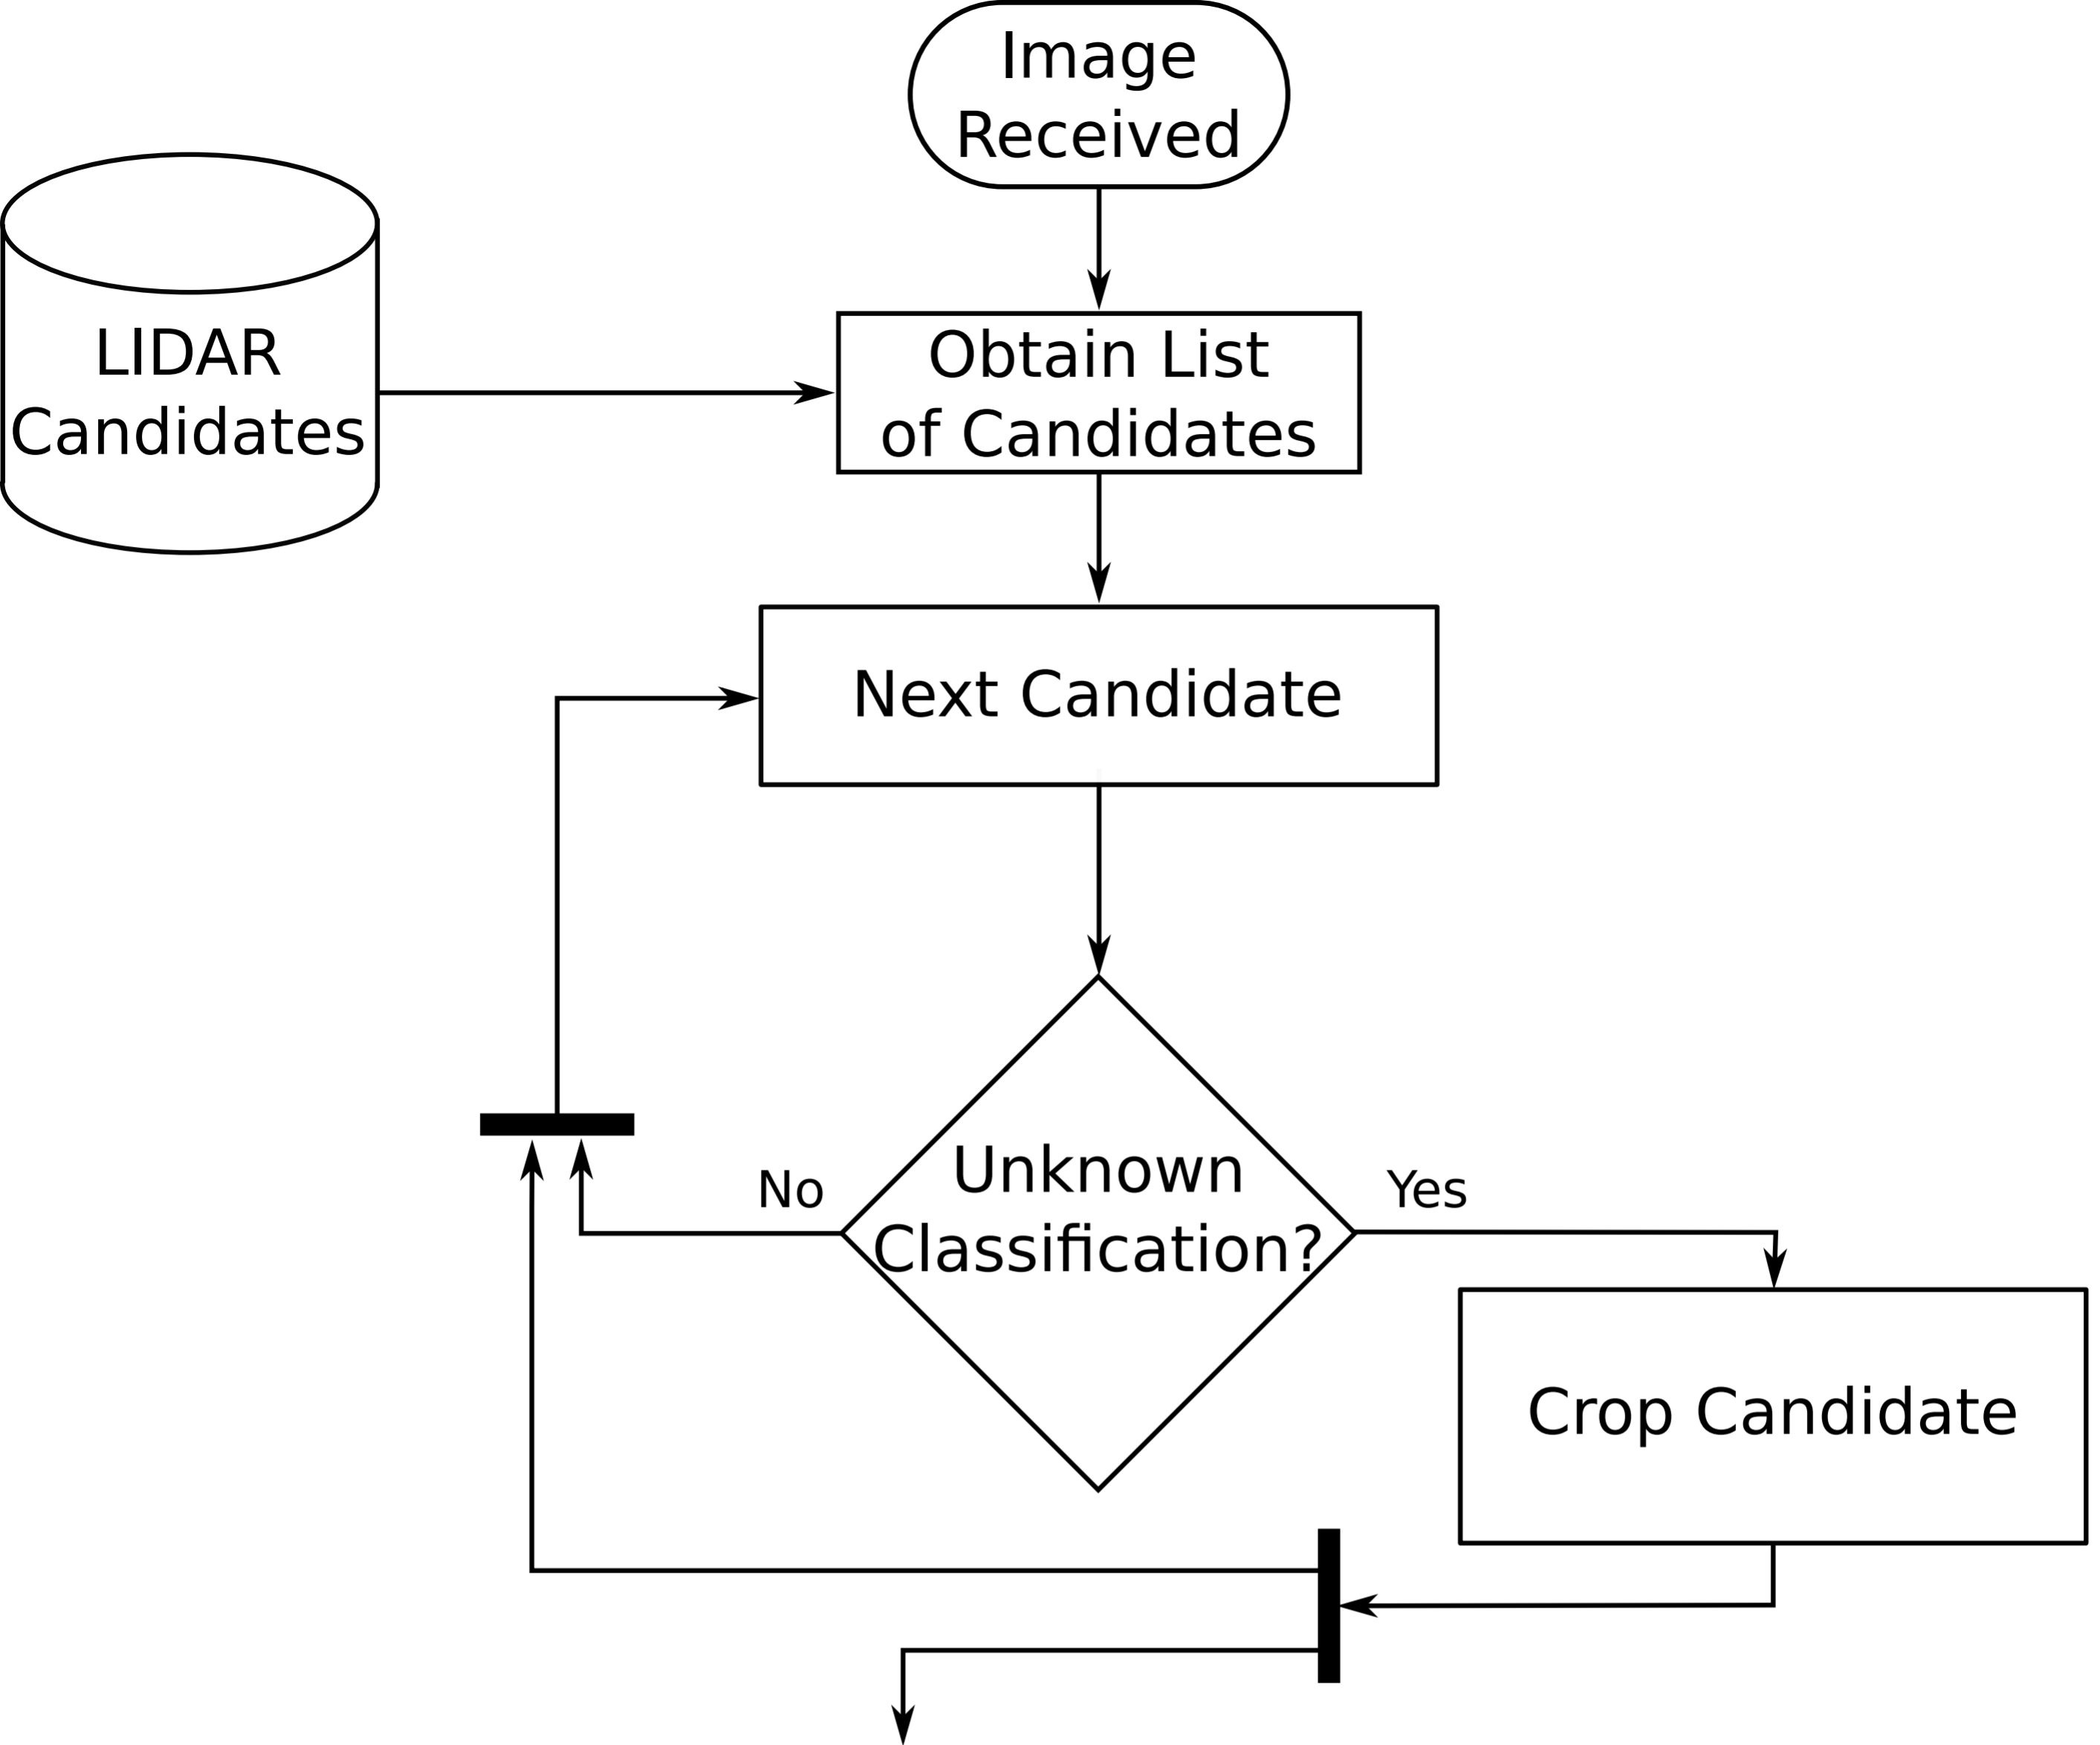 Image
Received
LIDAR
Candidates
Obtain List
of Candidates
Next Candidate
Unknown
Classification?
No
Yes
Crop Candidate